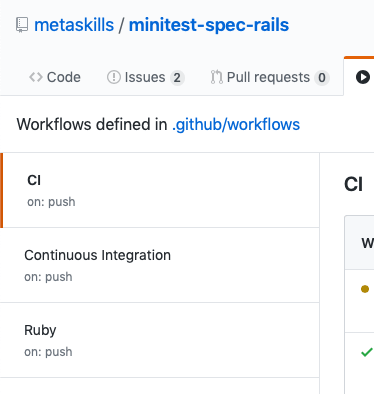 metaskills / minitest-spec-rails
Code Issues 2 Pull requests 0
Workflows defined in .github/workflows
CI
on: push
Continuous Integration
on: push
Ruby
on: push
CI
W